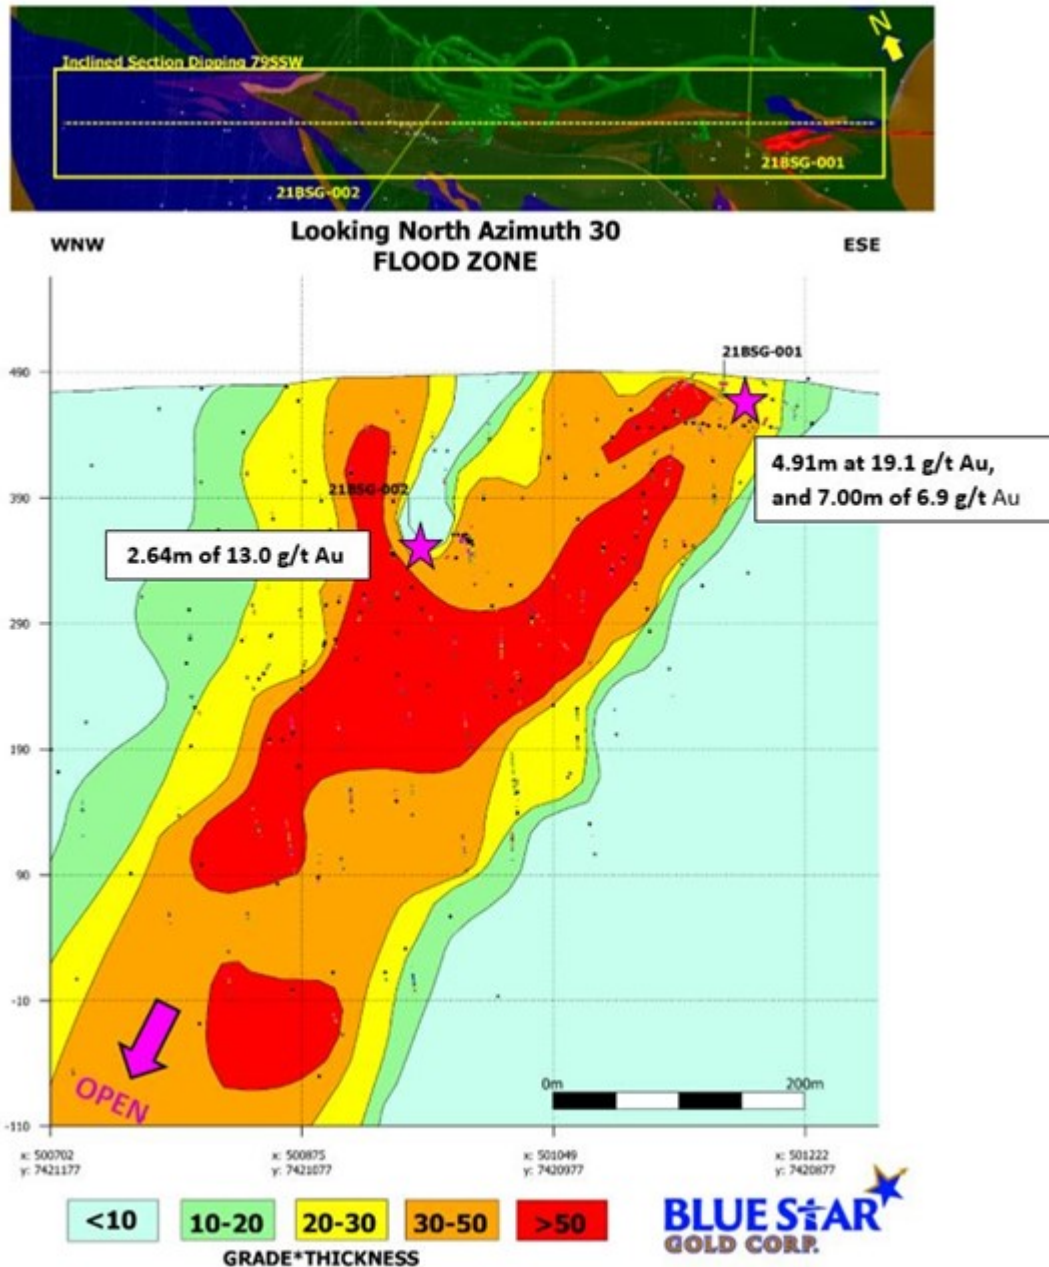 N
Inclined Section Dipping 79SSW
21BSG-001
21BSG-002
Looking North Azimuth 30
WNW
ESE
FLOOD ZONE
21BSG-001
490
4.91m at 19.1 g/t Au,
and 7.00m of 6.9 g/t Au
21BSG-002
390
2.64m of 13.0 g/t Au
290
190
90
-10
OPEN
0m
200m
-110
x: 500702
y: 7421177
x: 500875
y: 7421077
x: 501049
y: 7420977
x: 501222
y: 7420877
<10
10-20
20-30
30-50
>50
GRADE*THICKNESS
BLUE STAR
GOLD CORP.